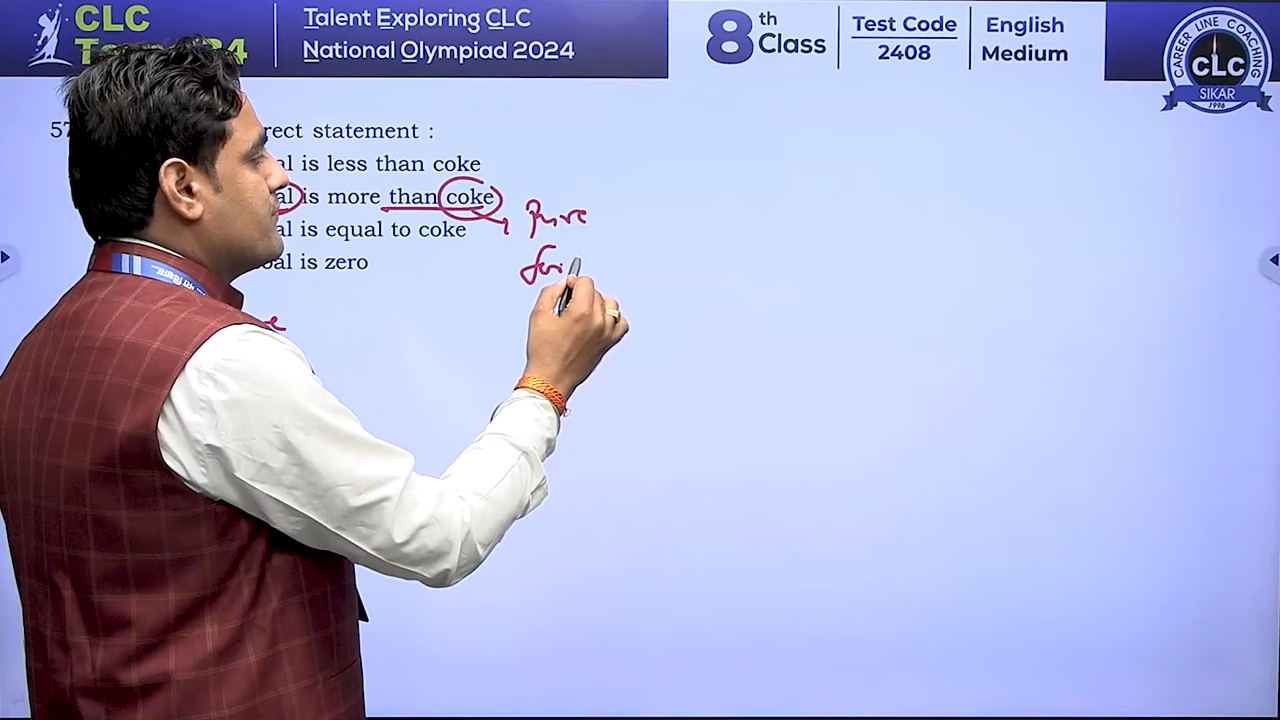 CLC
Talent Exploring CLC
National Olympiad 2024
8th Class
Test Code
2408
English
Medium
CAREER LINE COACHING
CLC
SIKAR
1996
57
rect statement :
al is less than coke
al is more than coke
al is equal to coke
oal is zero
Pure